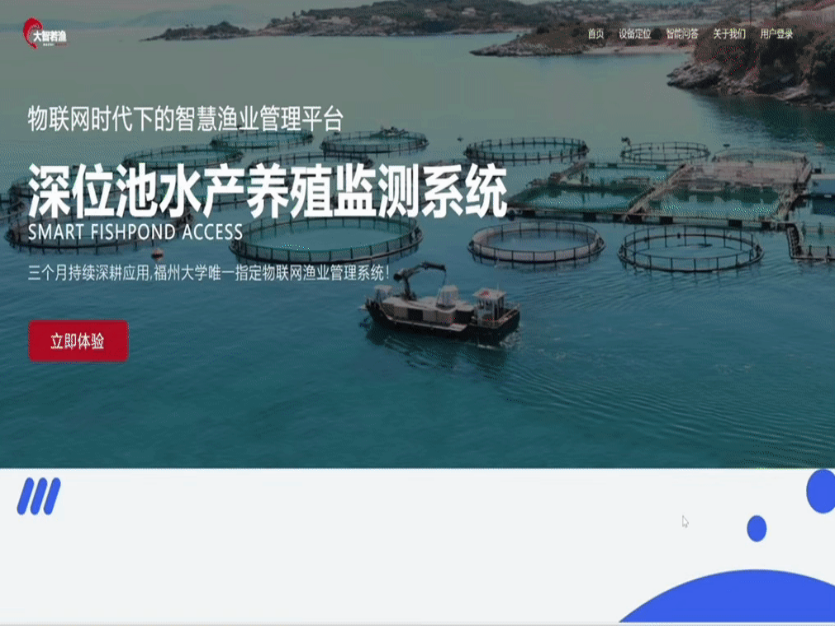 大智若渔
首页 设备定位 智能问答 关于我们 用户登录
物联网时代下的智慧渔业管理平台
深位池水产养殖监测系统
SMART FISHPOND ACCESS
三个月持续深耕应用,福州大学唯一指定物联网渔业管理系统!
立即体验